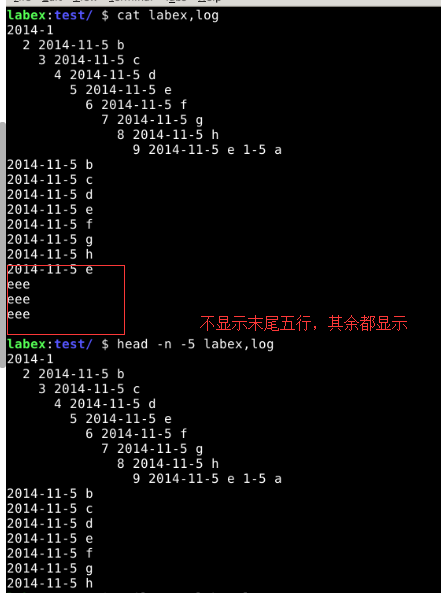 labex:test/ $ cat labex,log
2014-1
  2 2014-11-5 b
    3 2014-11-5 c
      4 2014-11-5 d
        5 2014-11-5 e
          6 2014-11-5 f
            7 2014-11-5 g
              8 2014-11-5 h
                9 2014-11-5 e 1-5 a
2014-11-5 b
2014-11-5 c
2014-11-5 d
2014-11-5 e
2014-11-5 f
2014-11-5 g
2014-11-5 h
2014-11-5 e
eee
eee
eee
不显示末尾五行，其余都显示
labex:test/ $ head -n -5 labex,log
2014-1
  2 2014-11-5 b
    3 2014-11-5 c
      4 2014-11-5 d
        5 2014-11-5 e
          6 2014-11-5 f
            7 2014-11-5 g
              8 2014-11-5 h
                9 2014-11-5 e 1-5 a
2014-11-5 b
2014-11-5 c
2014-11-5 d
2014-11-5 e
2014-11-5 f
2014-11-5 g
2014-11-5 h